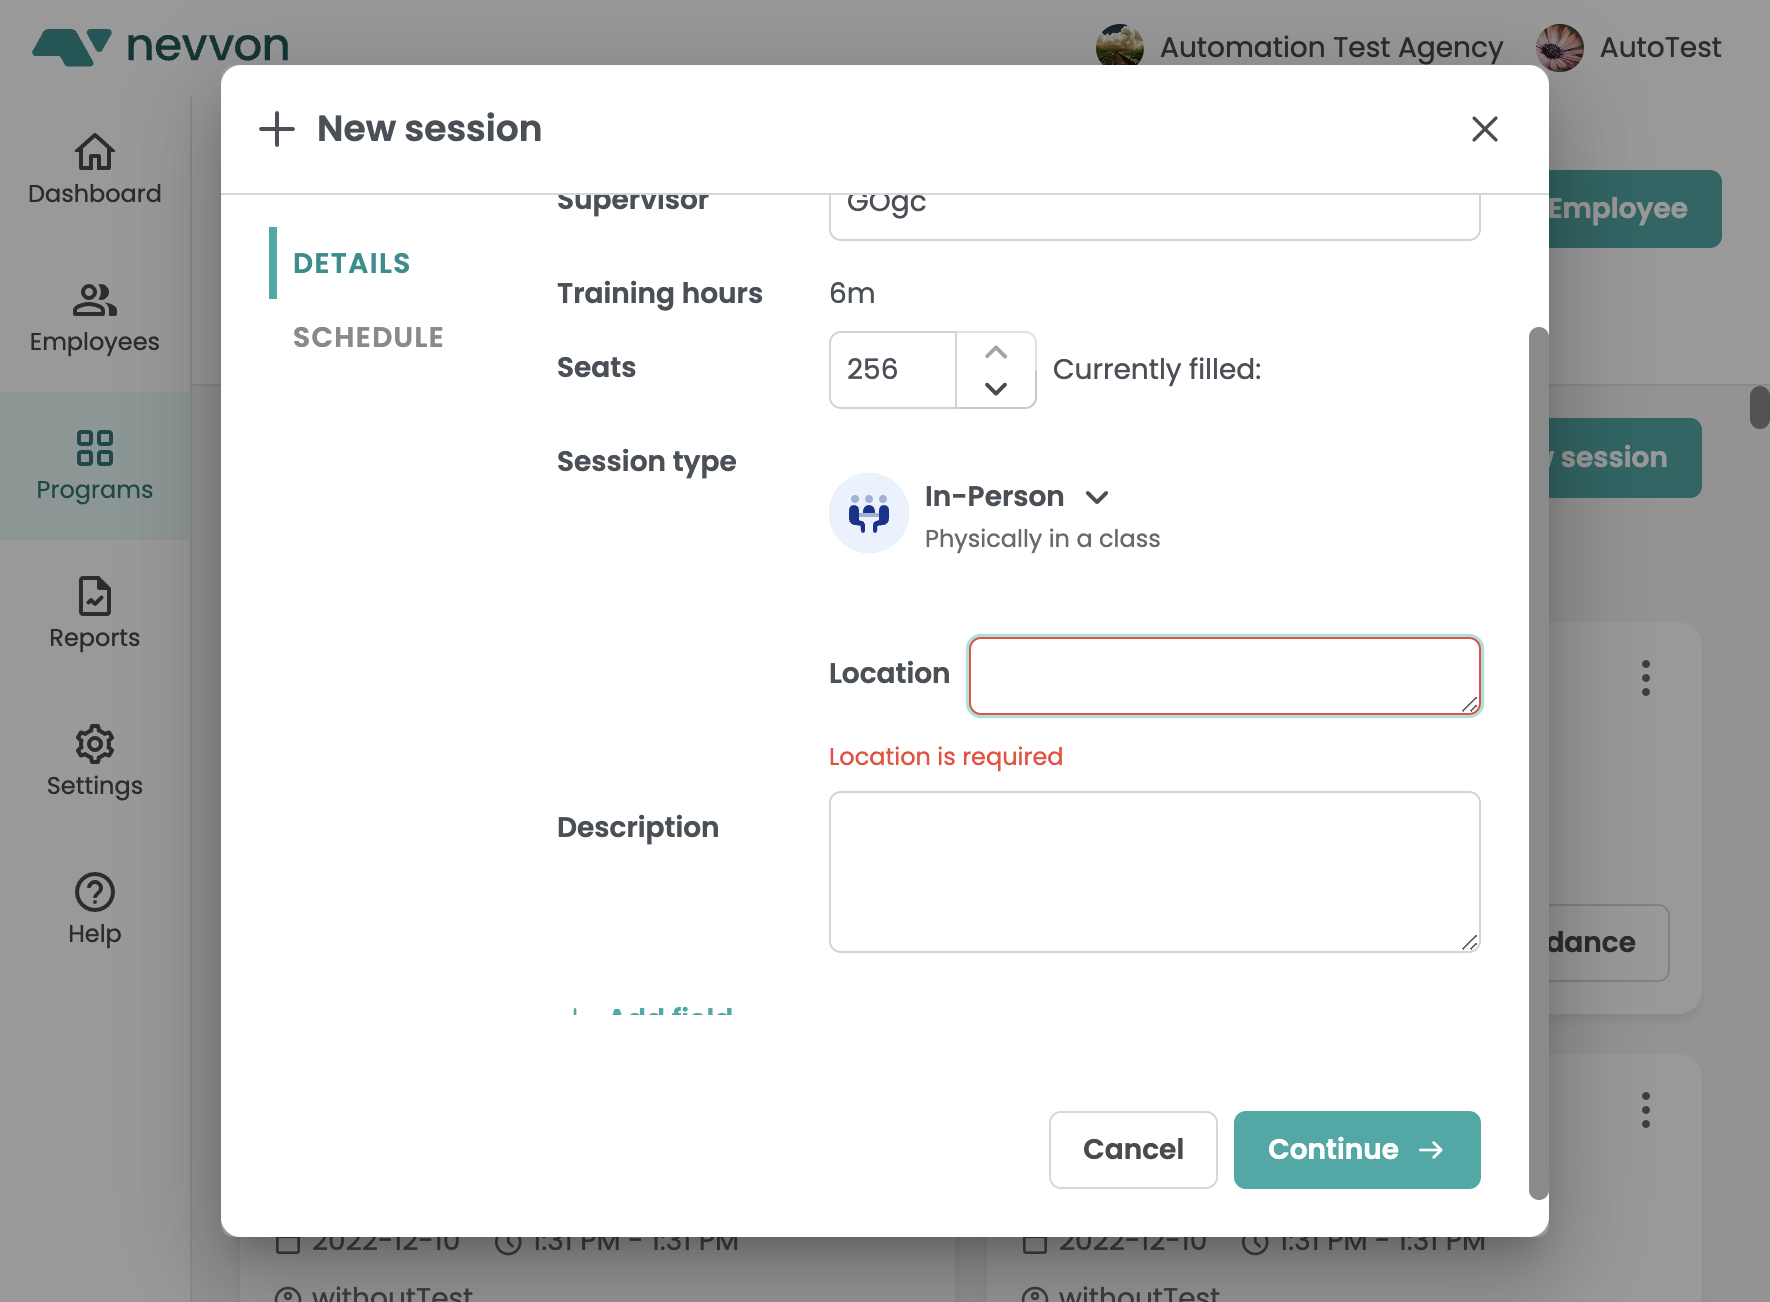 nevvon
Automation Test Agency
AutoTest
Dashboard
Employees
Programs
Reports
Settings
Help
Employee
session
dance
New session
DETAILS
SCHEDULE
Supervisor
GOgc
Training hours
6m
Seats
256
Currently filled:
Session type
In-Person
Physically in a class
Location
Location is required
Description
Add field
Cancel
Continue
2022-12-10 1:31 PM - 1:31 PM
withoutTest
2022-12-10 1:31 PM - 1:31 PM
withoutTest